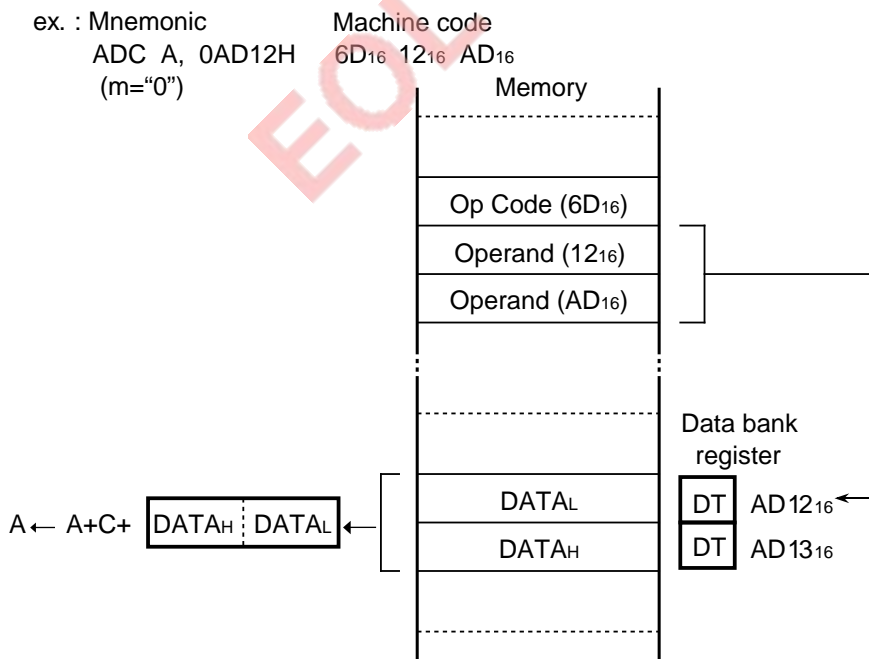 ex. : Mnemonic Machine code
ADC A, 0AD12H 6D16 1216 AD16
(m=“0”)
Memory
Op Code (6D16)
Operand (1216)
Operand (AD16)
Data bank
register
DATAL DT AD1216
A ← A+C+ DATAH DATAL
DATAH DT AD1316
EOL